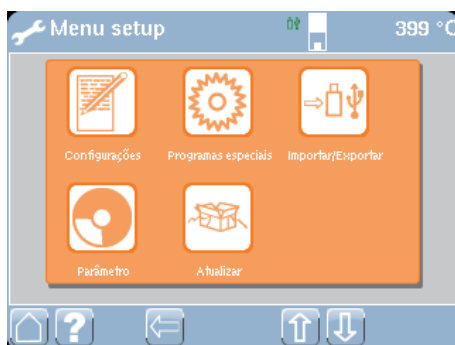 Menu setup 399 °C
Configurações Programas especiais Importar/Exportar
Parâmetro Atualizar
?